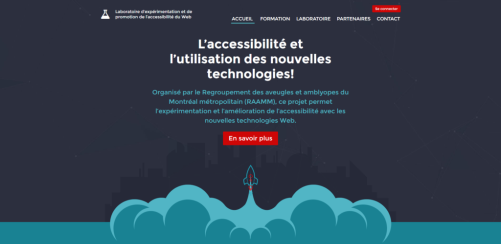 Se connecter
Laboratoire d'expérimentation et de
promotion de l'accessibilité du Web
ACCUEIL FORMATION LABORATOIRE PARTENAIRES CONTACT
L'accessibilité et
l'utilisation des nouvelles
technologies!
Organisé par le Regroupement des aveugles et amblyopes du
Montréal métropolitain (RAAMM), ce projet permet
l'expérimentation et l'amélioration de l'accessibilité avec les
nouvelles technologies Web.
En savoir plus